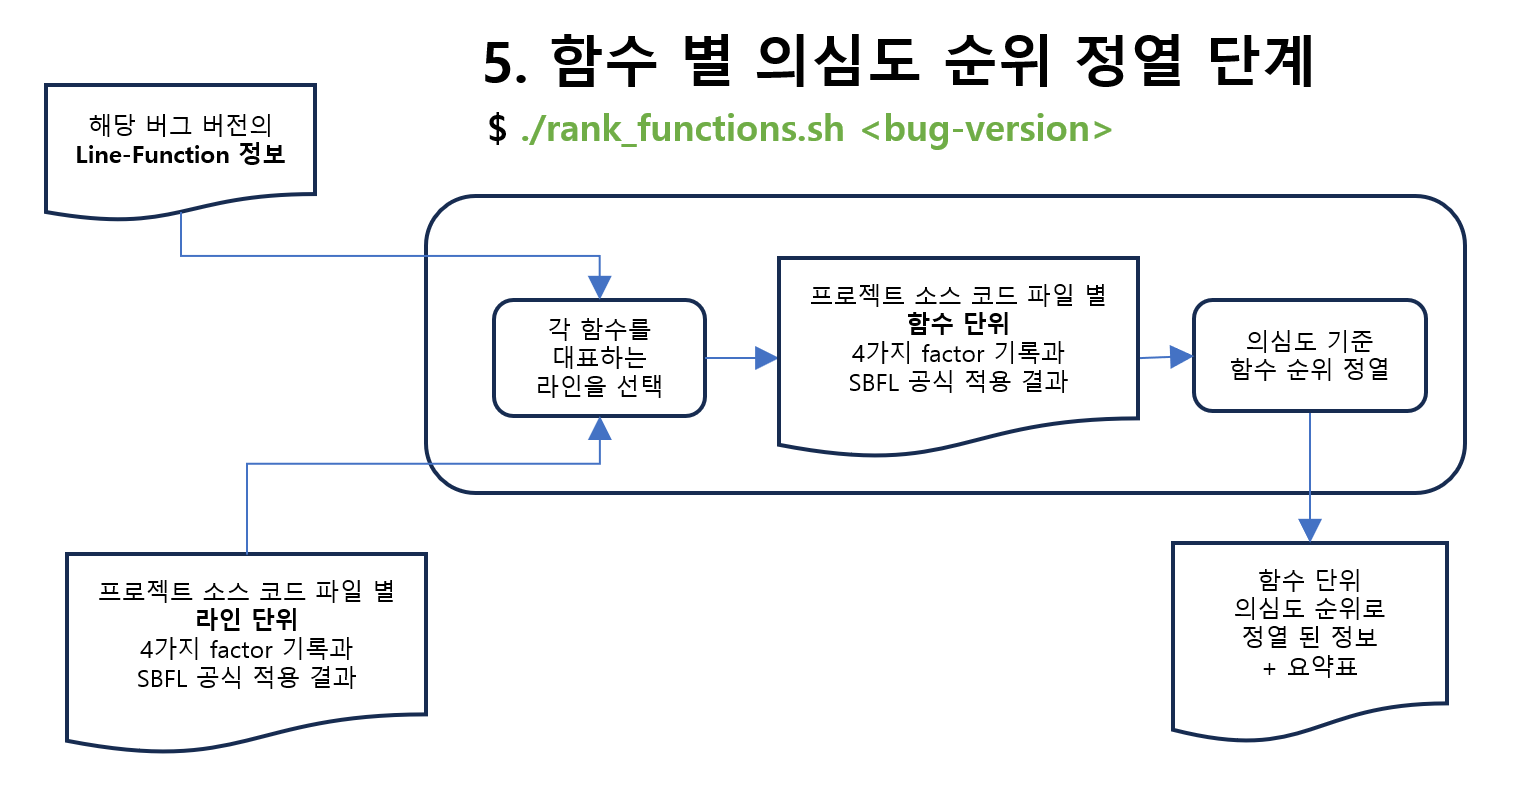 5. 함수 별 의심도 순위 정열 단계
$ ./rank_functions.sh <bug-version>
해당 버그 버전의
Line-Function 정보
각 함수를
대표하는
라인을 선택
프로젝트 소스 코드 파일 별
함수 단위
4가지 factor 기록과
SBFL 공식 적용 결과
의심도 기준
함수 순위 정열
프로젝트 소스 코드 파일 별
라인 단위
4가지 factor 기록과
SBFL 공식 적용 결과
함수 단위
의심도 순위로
정열 된 정보
+ 요약표